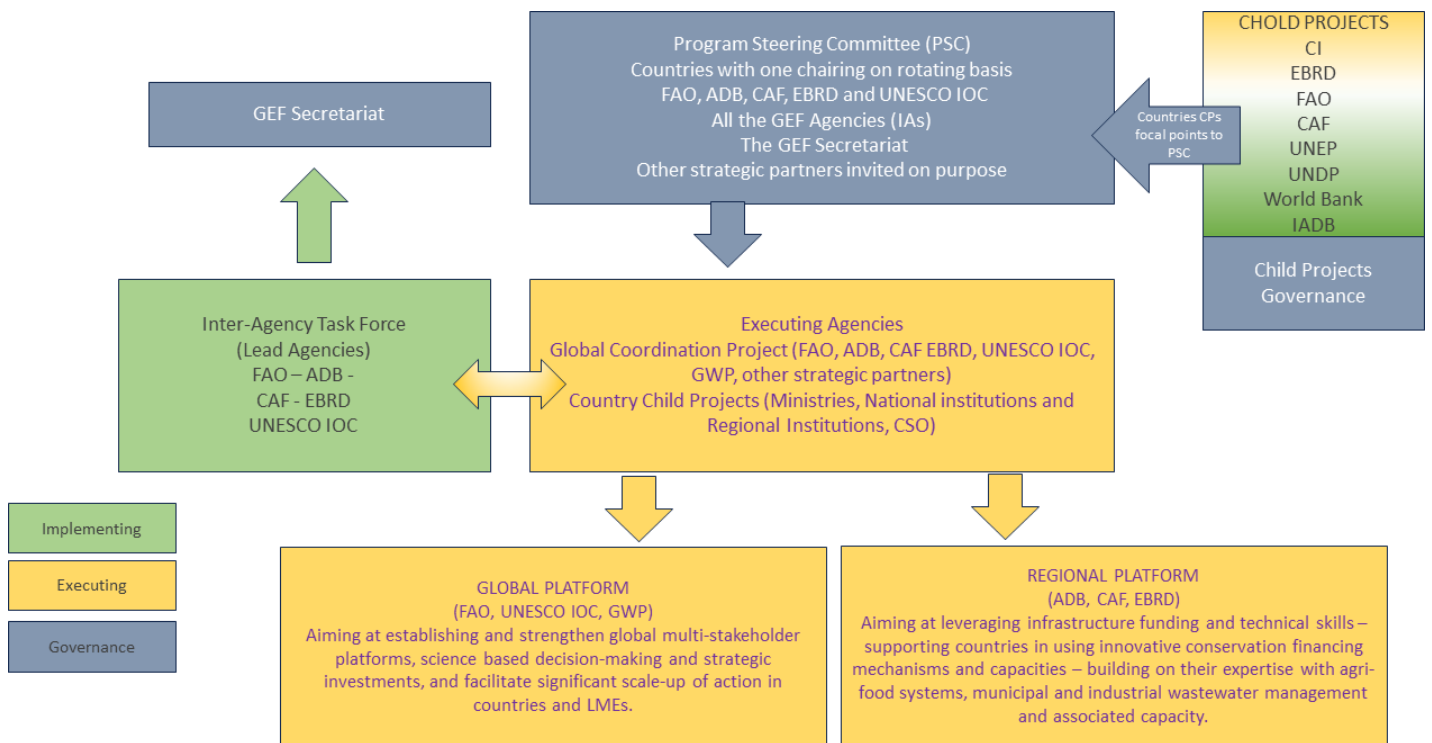 Program Steering Committee (PSC)
Countries with one chairing on rotating basis
FAO, ADB, CAF, EBRD and UNESCO IOC
All the GEF Agencies (IAs)
The GEF Secretariat
Other strategic partners invited on purpose
GEF Secretariat
Countries CPs
focal points to
PSC
CHOLD PROJECTS
CI
EBRD
FAO
CAF
UNEP
UNDP
World Bank
IADB
Child Projects
Governance
Inter-Agency Task Force
(Lead Agencies)
FAO – ADB -
CAF - EBRD
UNESCO IOC
Executing Agencies
Global Coordination Project (FAO, ADB, CAF EBRD, UNESCO IOC,
GWP, other strategic partners)
Country Child Projects (Ministries, National institutions and
Regional Institutions, CSO)
Implementing
Executing
Governance
GLOBAL PLATFORM
(FAO, UNESCO IOC, GWP)
Aiming at establishing and strengthen global multi-stakeholder
platforms, science based decision-making and strategic
investments, and facilitate significant scale-up of action in
countries and LMEs.
REGIONAL PLATFORM
(ADB, CAF, EBRD)
Aiming at leveraging infrastructure funding and technical skills –
supporting countries in using innovative conservation financing
mechanisms and capacities – building on their expertise with agri-
food systems, municipal and industrial wastewater management
and associated capacity.